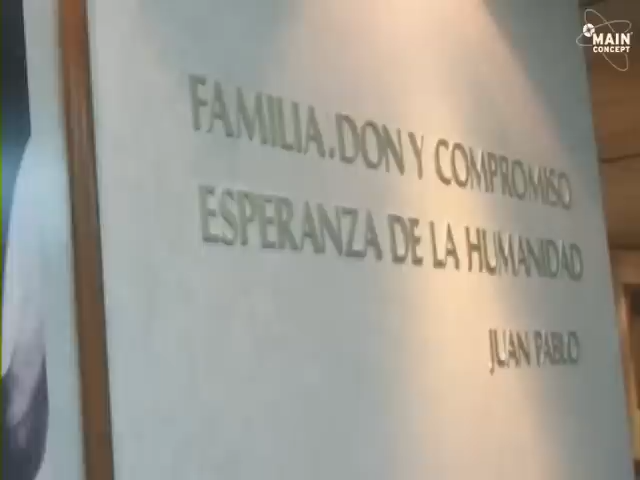 MAIN
CONCEPT
FAMILIA.DON Y COMPROMISO
ESPERANZA DE LA HUMANIDAD
JUAN PABLO